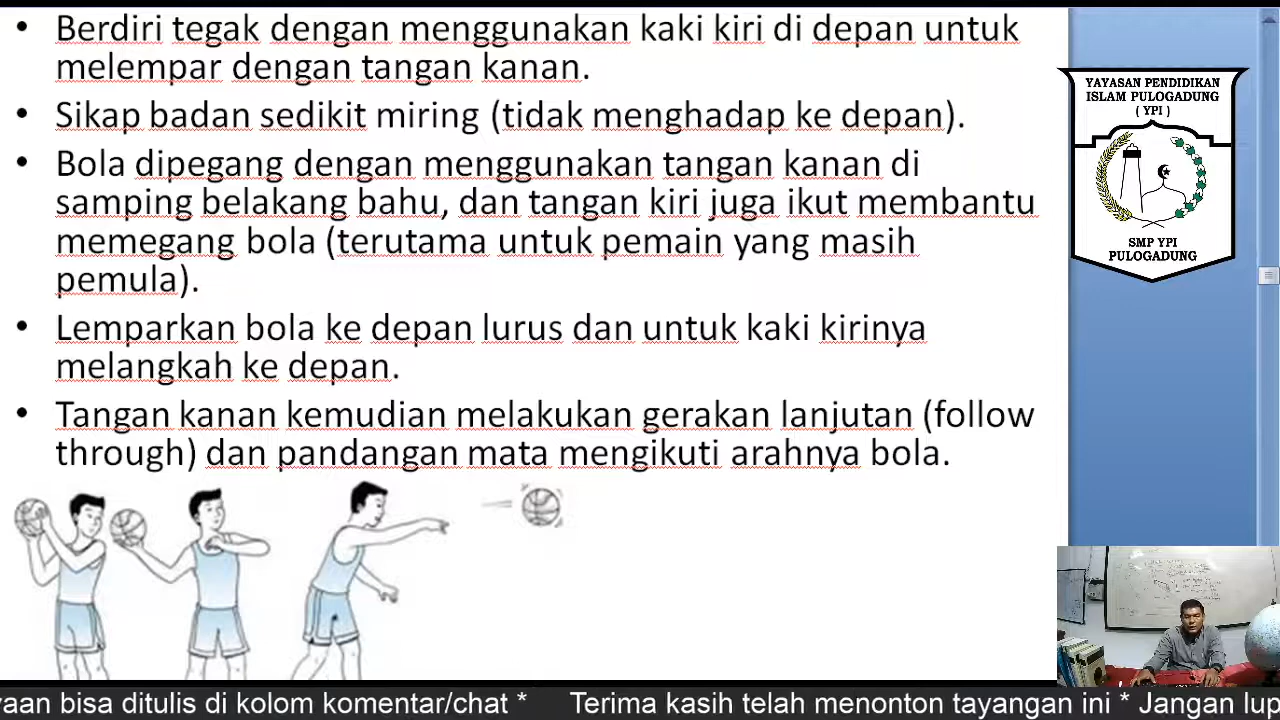 • Berdiri tegak dengan menggunakan kaki kiri di depan untuk
melempar dengan tangan kanan.
• Sikap badan sedikit miring (tidak menghadap ke depan).
• Bola dipegang dengan menggunakan tangan kanan di
samping belakang bahu, dan tangan kiri juga ikut membantu
memegang bola (terutama untuk pemain yang masih
pemula).
• Lemparkan bola ke depan lurus dan untuk kaki kirinya
melangkah ke depan.
• Tangan kanan kemudian melakukan gerakan lanjutan (follow
through) dan pandangan mata mengikuti arahnya bola.
YAYASAN PENDIDIKAN
ISLAM PULOGADUNG
( YPI )
SMP YPI
PULOGADUNG
yaan bisa ditulis di kolom komentar/chat * Terima kasih telah menonton tayangan ini * Jangan lup